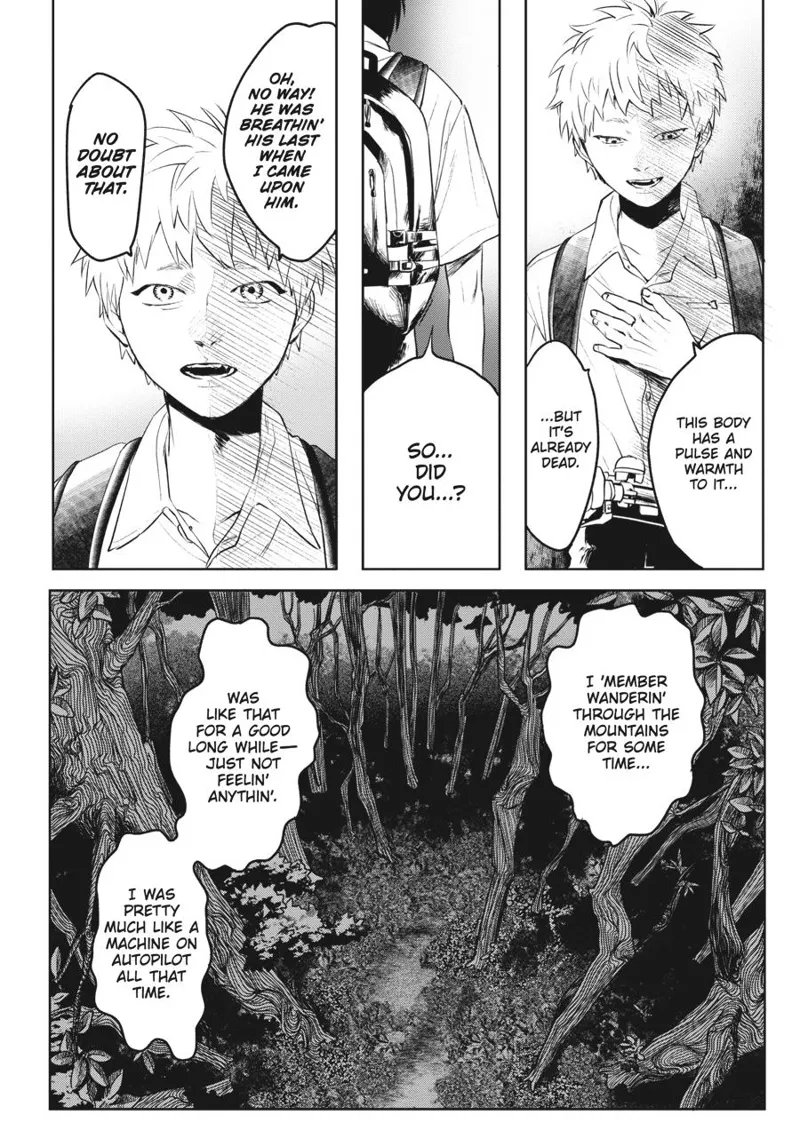 THIS BODY
HAS A
PULSE AND
WARMTH
TO IT...
...BUT
IT'S
ALREADY
DEAD.
SO...
DID
YOU...?
OH,
NO WAY!
HE WAS
BREATHIN'
HIS LAST
WHEN
I CAME
UPON
HIM.
NO
DOUBT
ABOUT
THAT.
I 'MEMBER
WANDERIN'
THROUGH THE
MOUNTAINS
FOR SOME
TIME...
WAS
LIKE THAT
FOR A GOOD
LONG WHILE—
JUST NOT
FEELIN'
ANYTHIN'.
I WAS
PRETTY
MUCH LIKE A
MACHINE ON
AUTOPILOT
ALL THAT
TIME.